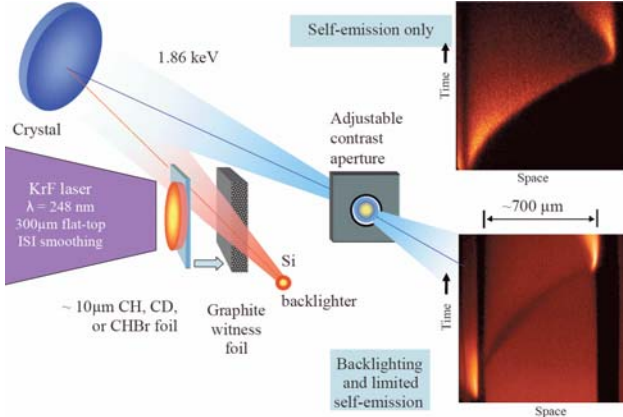 Self-emission only
1.86 keV
Time
Crystal
Adjustable
contrast
aperture
Space
KrF laser
λ = 248 nm
300µm flat-top
ISI smoothing
~700 µm
Si
backlighter
~ 10µm CH, CD,
or CHBr foil
Graphite
witness
foil
Time
Backlighting
and limited
self-emission
Space